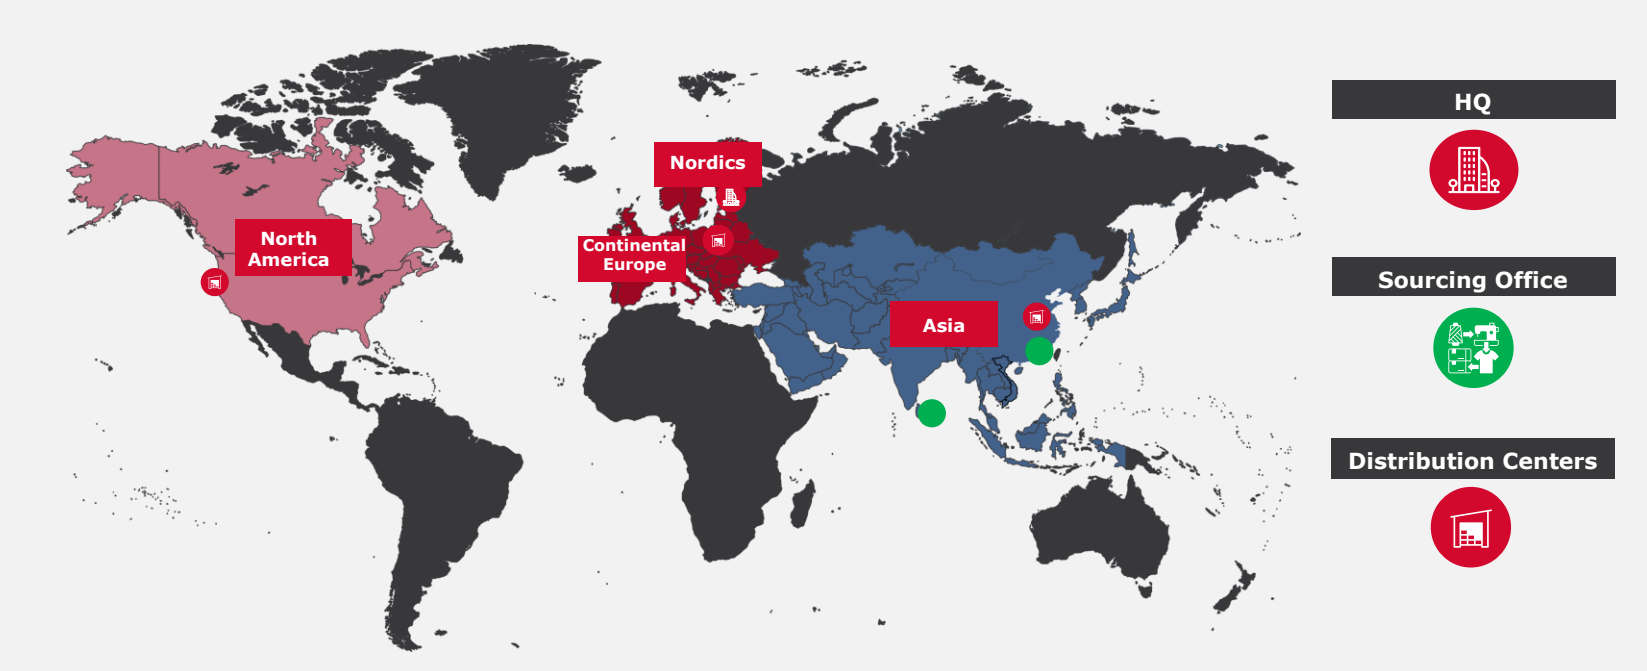 HQ
Nordics
North
America
Continental
Europe
Sourcing Office
Asia
Distribution Centers